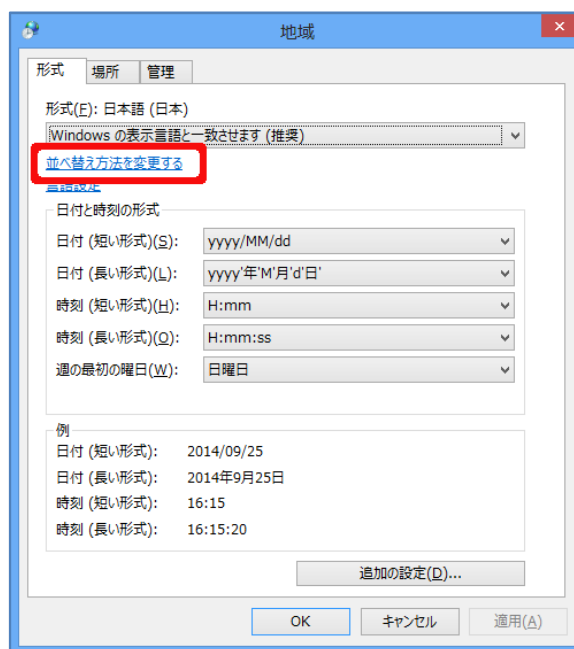 地域
形式 場所 管理
形式(F): 日本語 (日本)
Windows の表示言語と一致させます (推奨)
並べ替え方法を変更する
言語設定
日付と時刻の形式
日付 (短い形式)(S): yyyy/MM/dd
日付 (長い形式)(L): yyyy'年'M'月'd'日'
時刻 (短い形式)(H): H:mm
時刻 (長い形式)(O): H:mm:ss
週の最初の曜日(W): 日曜日
例
日付 (短い形式): 2014/09/25
日付 (長い形式): 2014年9月25日
時刻 (短い形式): 16:15
時刻 (長い形式): 16:15:20
追加の設定(D)...
OK キャンセル 適用(A)